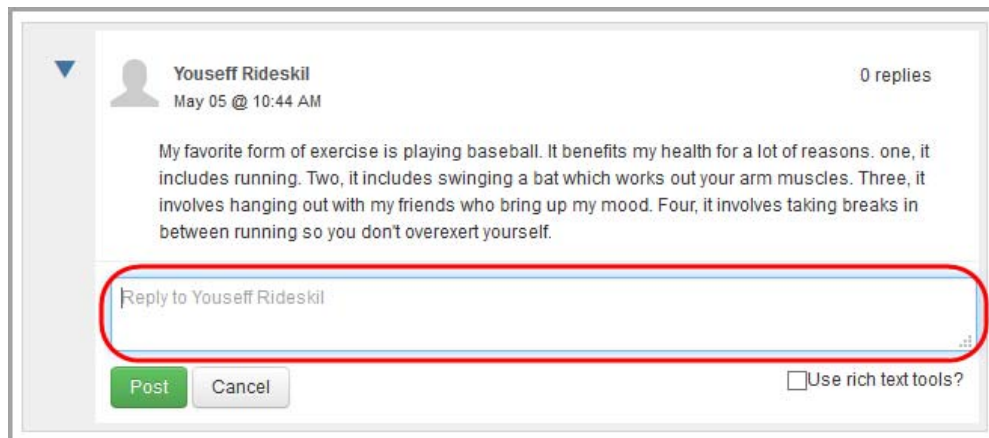 Youseff Rideskil
0 replies
May 05 @ 10:44 AM
My favorite form of exercise is playing baseball. It benefits my health for a lot of reasons. one, it
includes running. Two, it includes swinging a bat which works out your arm muscles. Three, it
involves hanging out with my friends who bring up my mood. Four, it involves taking breaks in
between running so you don't overexert yourself.
Reply to Youseff Rideskil
Post
Cancel
Use rich text tools?